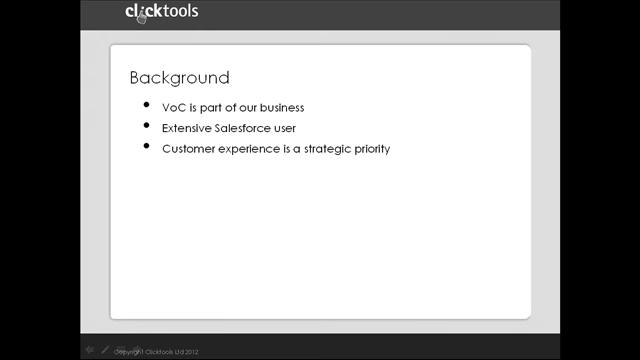 clicktools
Background
VoC is part of our business
Extensive Salesforce user
Customer experience is a strategic priority
Copyright Clicktools Ltd 2012